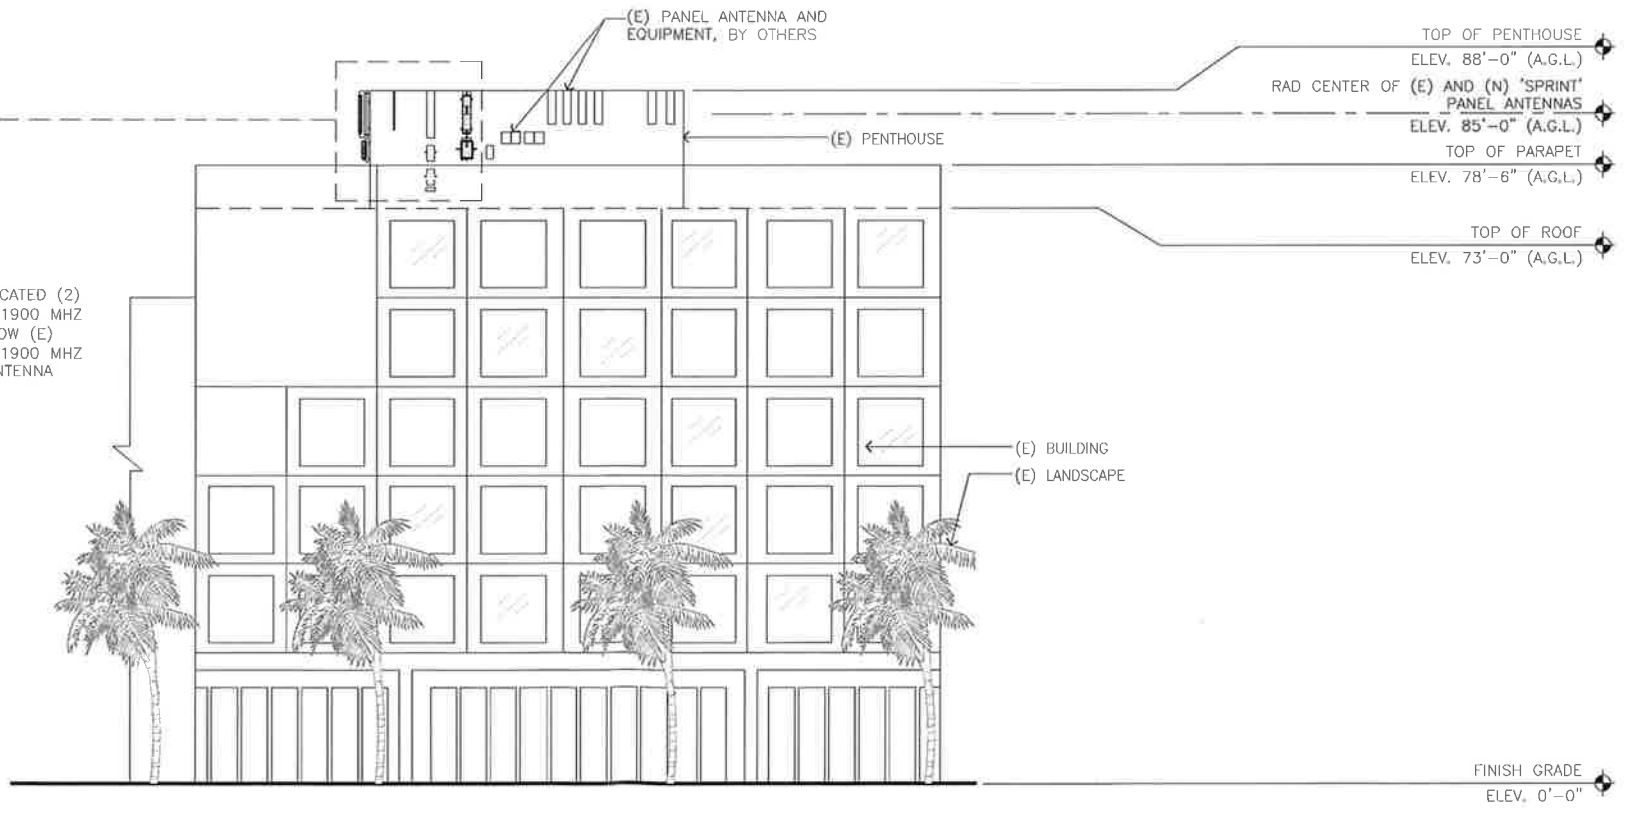 (E) PANEL ANTENNA AND
EQUIPMENT, BY OTHERS
TOP OF PENTHOUSE
ELEV. 88'-0" (A.G.L.)
RAD CENTER OF (E) AND (N) 'SPRINT'
PANEL ANTENNAS
ELEV. 85'-0" (A.G.L.)
(E) PENTHOUSE
TOP OF PARAPET
ELEV. 78'-6" (A.G.L.)
TOP OF ROOF
ELEV. 73'-0" (A.G.L.)
CATED (2)
1900 MHZ
OW (E)
1900 MHZ
NTENNA
(E) BUILDING
(E) LANDSCAPE
FINISH GRADE
ELEV. 0'-0"